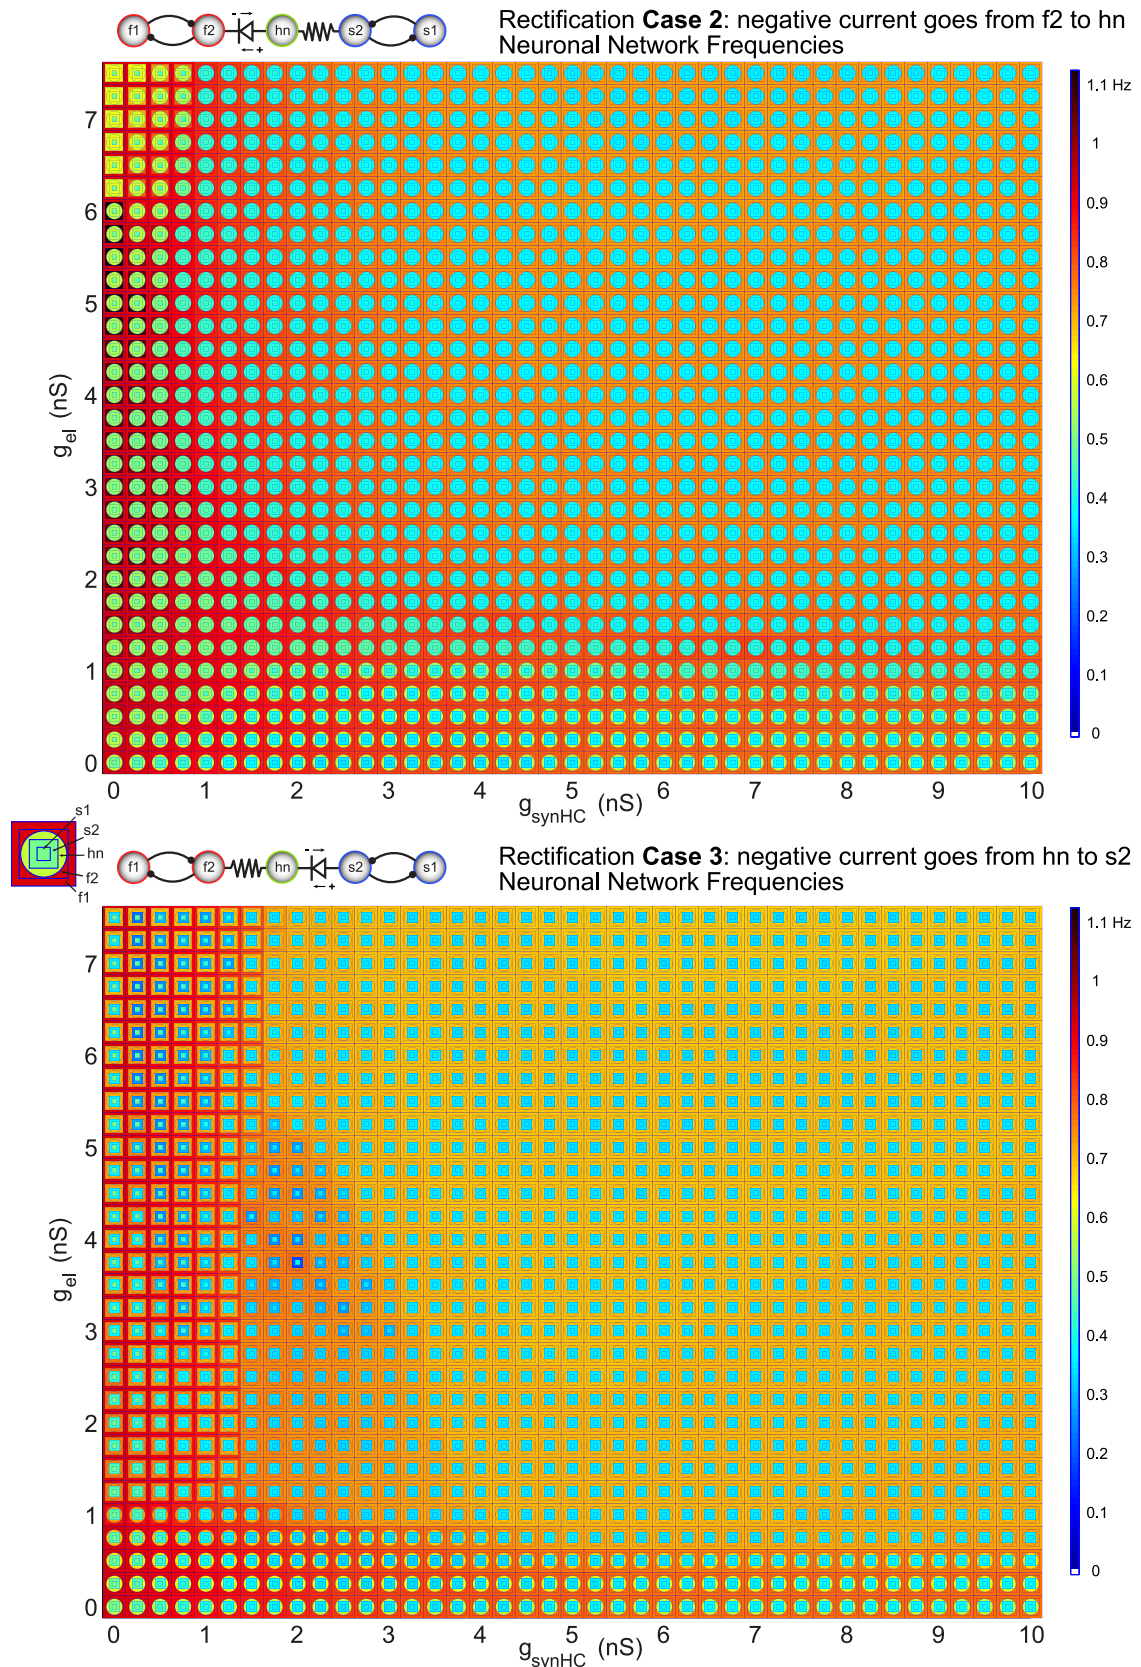 f1 f2 - + hn s2 s1
Rectification Case 2: negative current goes from f2 to hn
Neuronal Network Frequencies
7
6
5
4
3
2
1
0
g_el (nS)
0 1 2 3 4 5 6 7 8 9 10
g_synHC (nS)
1.1 Hz
1
0.9
0.8
0.7
0.6
0.5
0.4
0.3
0.2
0.1
0
s1
s2
hn
f2
f1
f1 f2 hn - + s2 s1
Rectification Case 3: negative current goes from hn to s2
Neuronal Network Frequencies
7
6
5
4
3
2
1
0
g_el (nS)
0 1 2 3 4 5 6 7 8 9 10
g_synHC (nS)
1.1 Hz
1
0.9
0.8
0.7
0.6
0.5
0.4
0.3
0.2
0.1
0